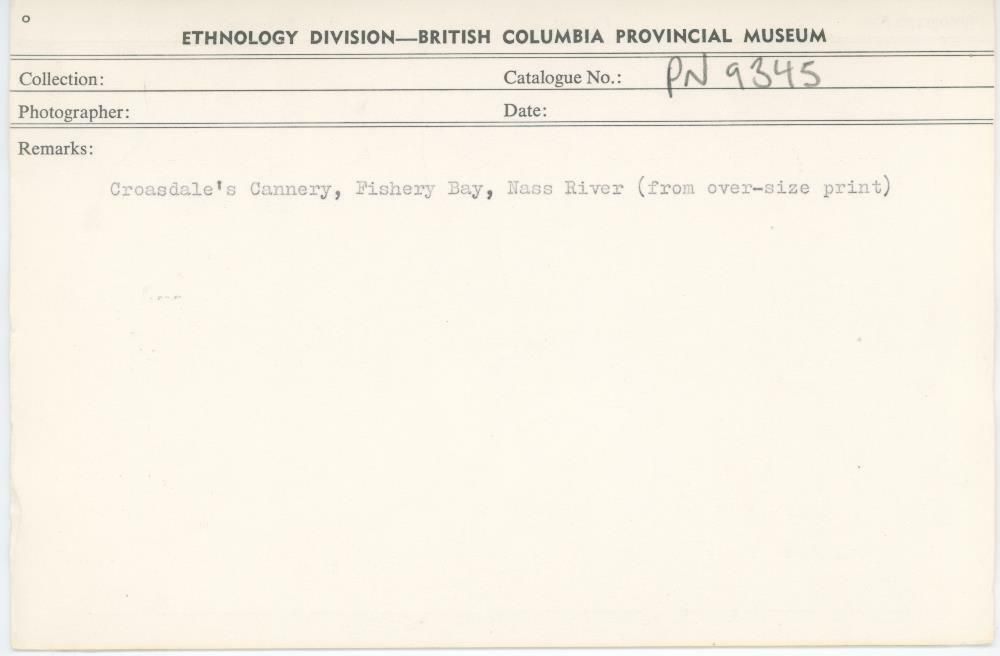 ETHNOLOGY DIVISION—BRITISH COLUMBIA PROVINCIAL MUSEUM
Collection: Catalogue No.: PN 9345
Photographer: Date:
Remarks:
Croasdale's Cannery, Fishery Bay, Nass River (from over-size print)